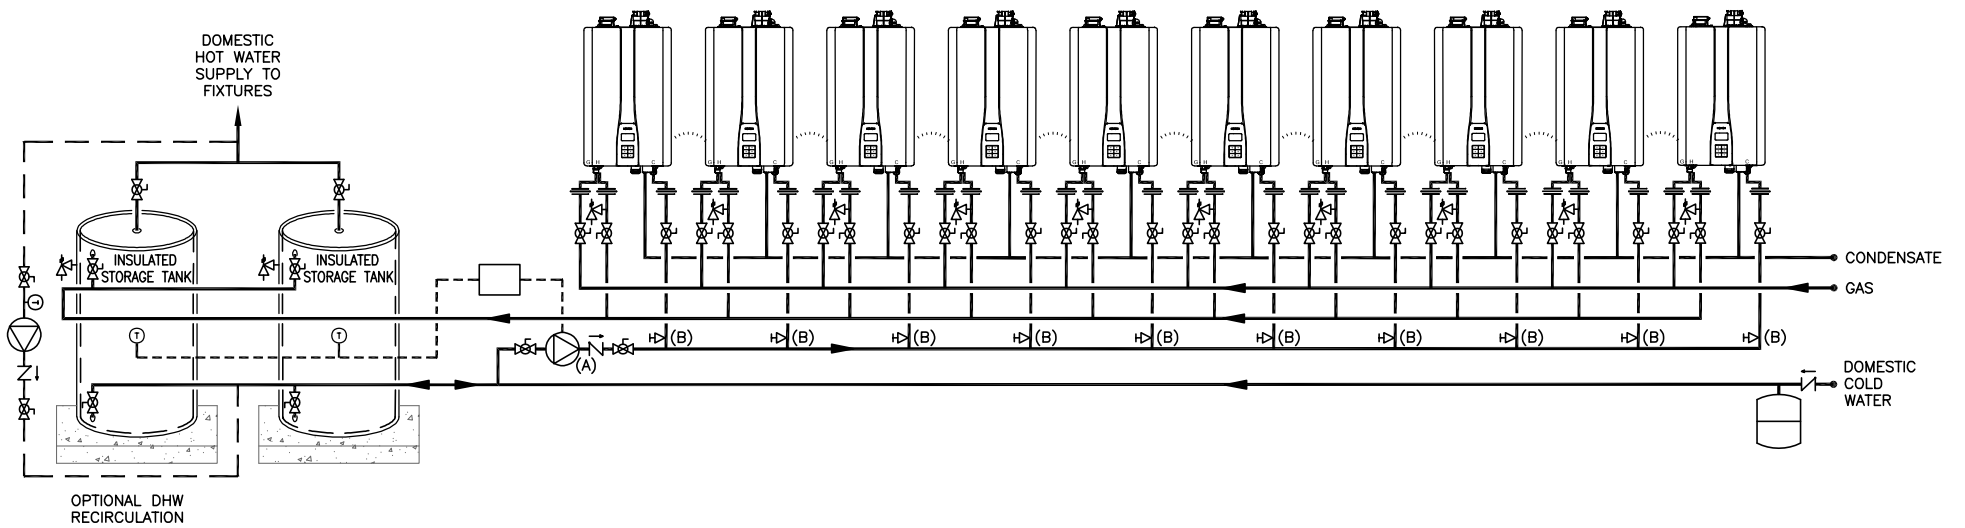 DOMESTIC
HOT WATER
SUPPLY TO
FIXTURES
G H C
G H C
G H C
G H C
G H C
G H C
G H C
G H C
G H C
G H C
INSULATED
STORAGE TANK
INSULATED
STORAGE TANK
CONDENSATE
GAS
T
T
T
(A)
(B)
(B)
(B)
(B)
(B)
(B)
(B)
(B)
(B)
(B)
DOMESTIC
COLD
WATER
OPTIONAL DHW
RECIRCULATION